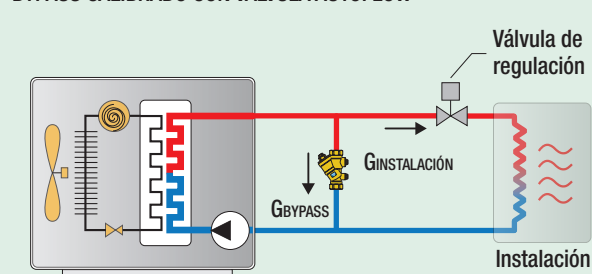 Válvula de
regulación
GINSTALACIÓN
GBYPASS
Instalación